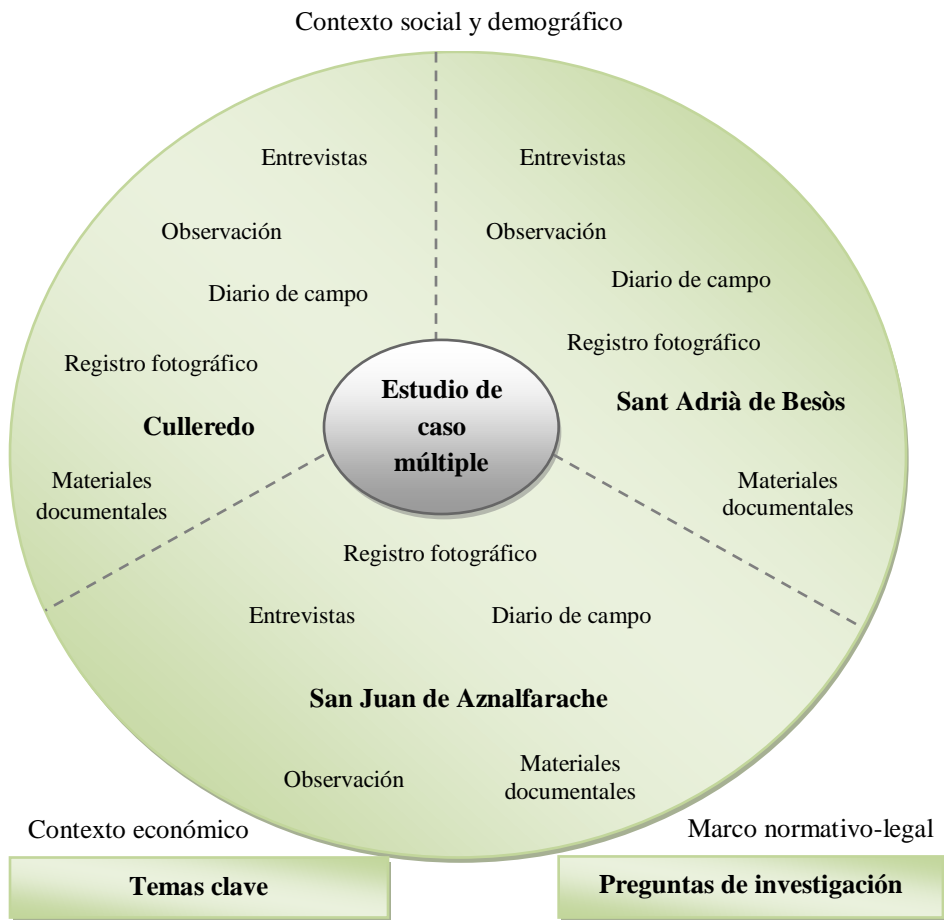 Contexto social y demográfico
Entrevistas
Observación
Diario de campo
Registro fotográfico
Culleredo
Materiales
documentales
Entrevistas
Observación
Diario de campo
Registro fotográfico
Sant Adrià de Besòs
Materiales
documentales
Estudio de
caso
múltiple
Registro fotográfico
Entrevistas
Diario de campo
San Juan de Aznalfarache
Observación
Materiales
documentales
Contexto económico
Marco normativo-legal
Temas clave
Preguntas de investigación